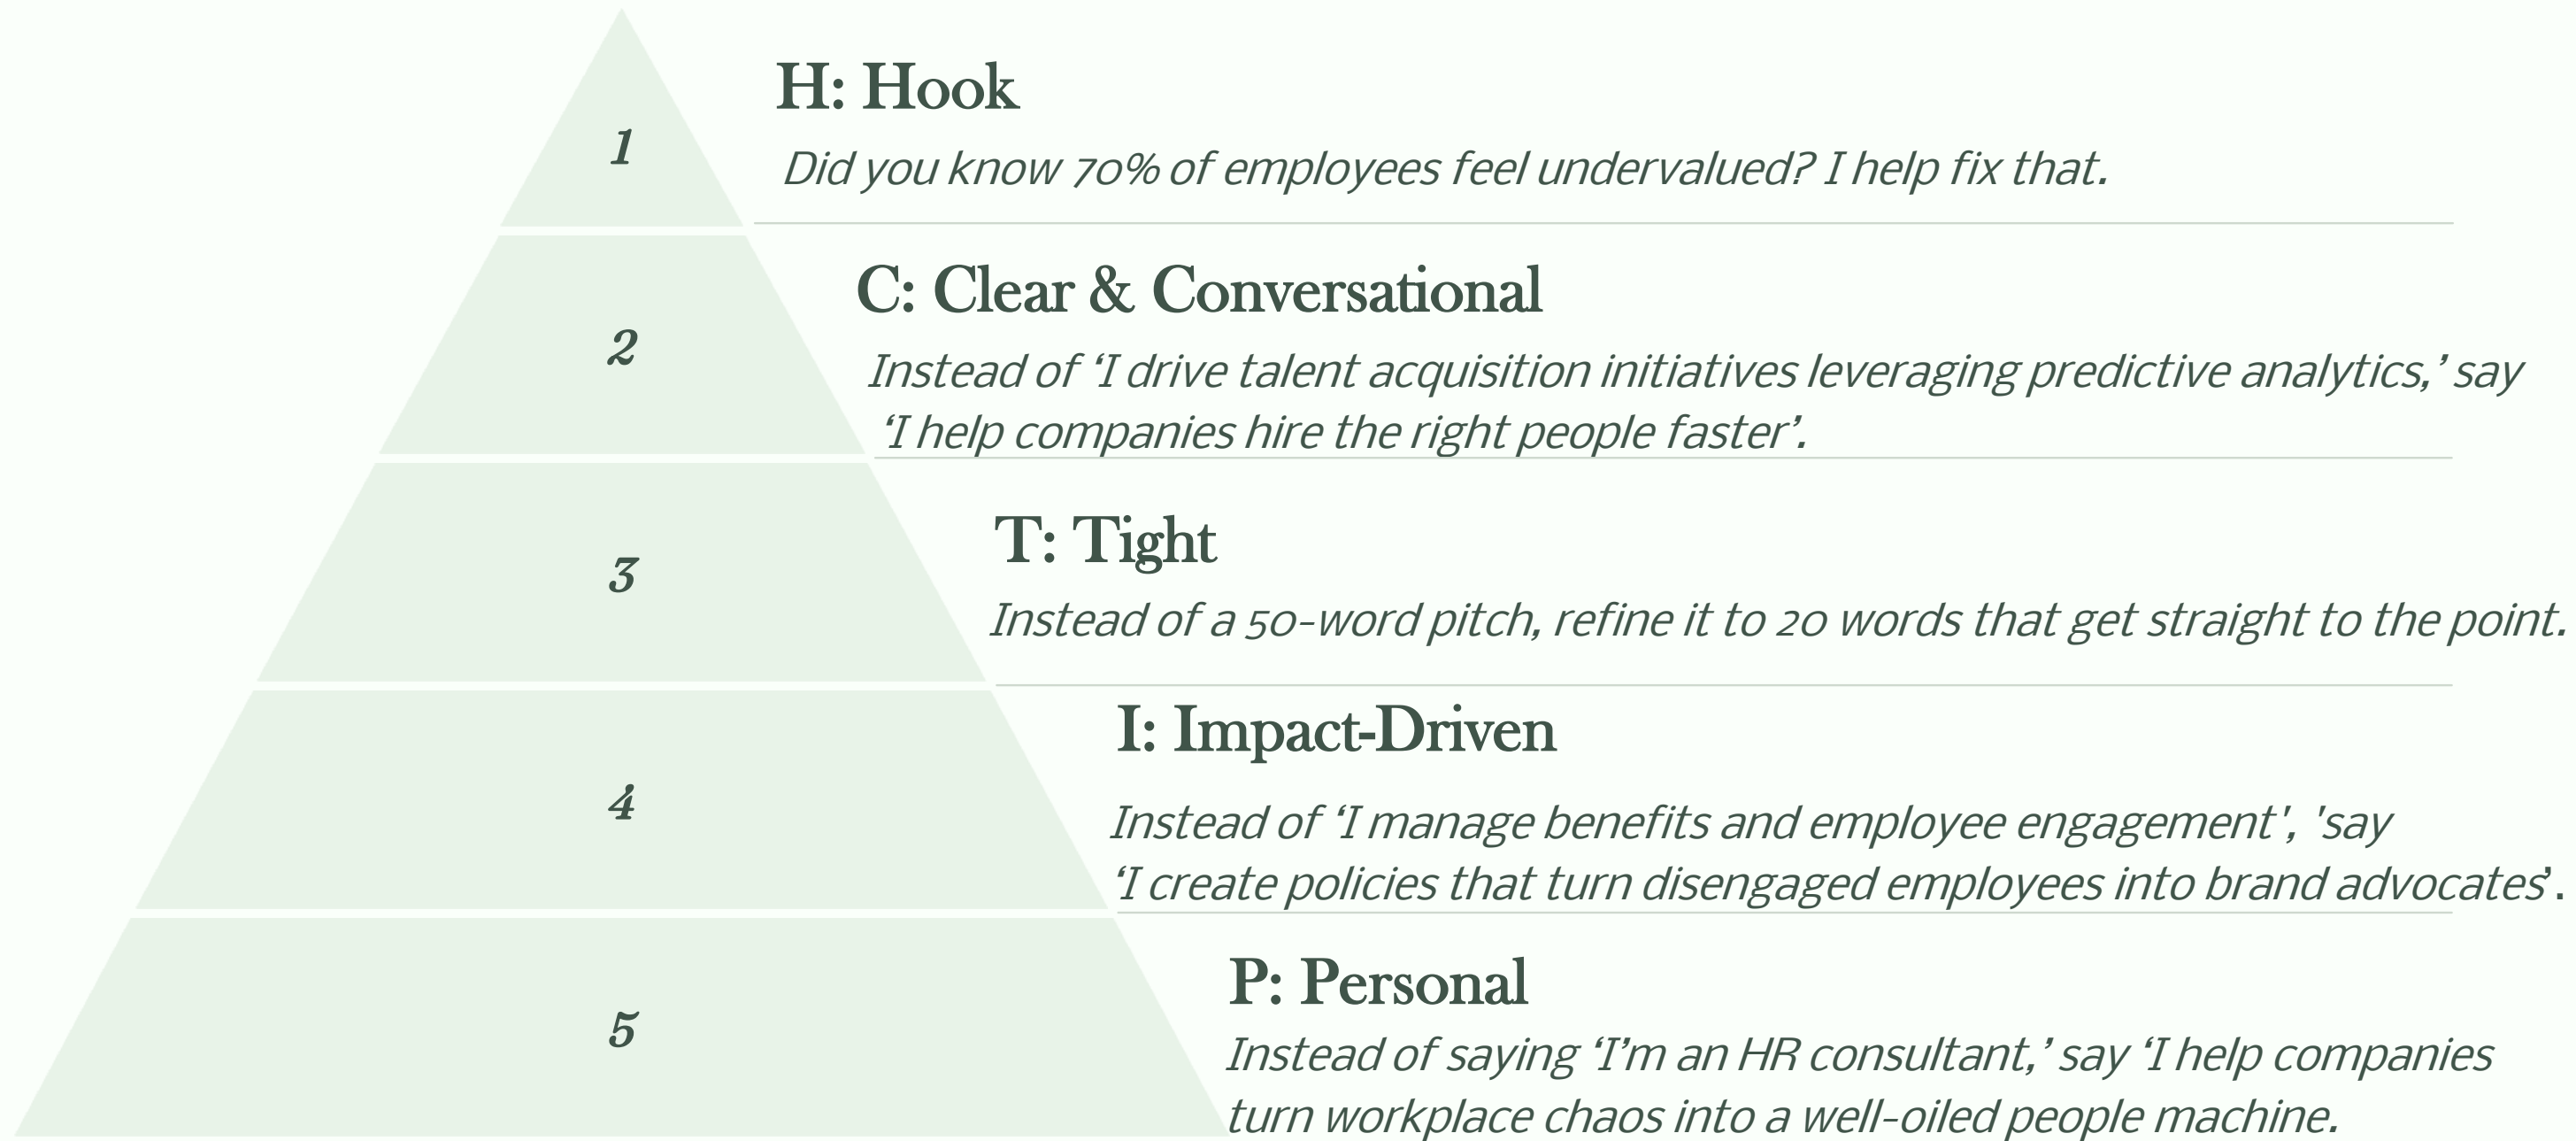 1
H: Hook
Did you know 70% of employees feel undervalued? I help fix that.
2
C: Clear & Conversational
Instead of ‘I drive talent acquisition initiatives leveraging predictive analytics,’ say
‘I help companies hire the right people faster’.
3
T: Tight
Instead of a 50-word pitch, refine it to 20 words that get straight to the point.
4
I: Impact-Driven
Instead of ‘I manage benefits and employee engagement', 'say
‘I create policies that turn disengaged employees into brand advocates’.
5
P: Personal
Instead of saying ‘I’m an HR consultant,’ say ‘I help companies
turn workplace chaos into a well-oiled people machine.